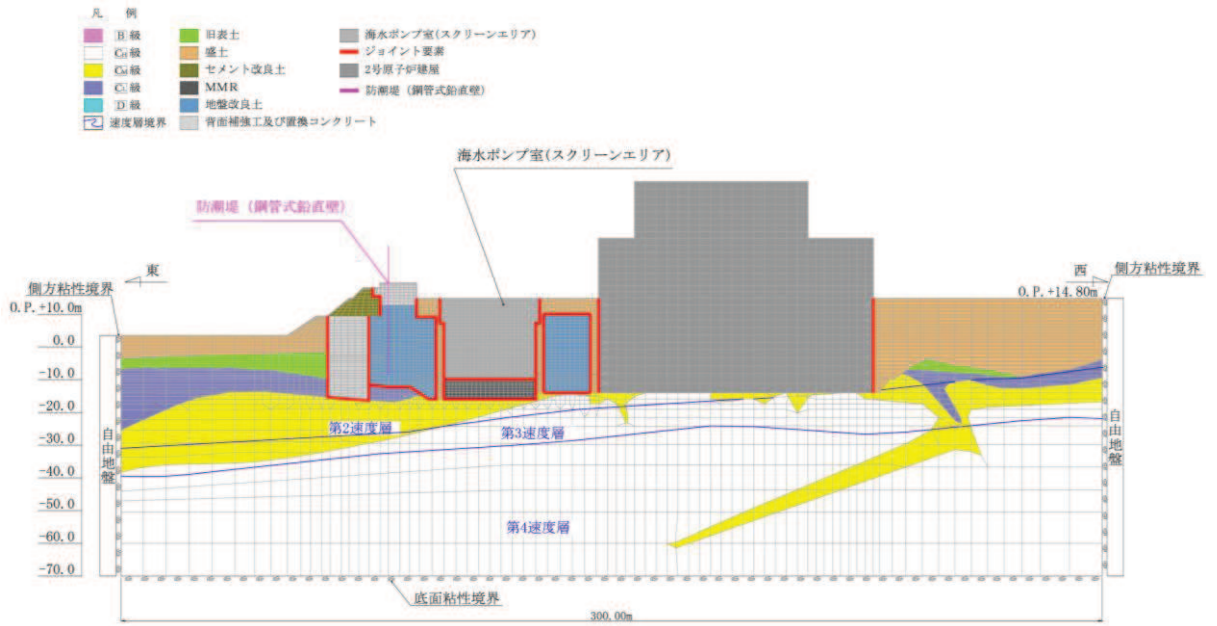 凡 例
B 級
CH 級
CM 級
CL 級
D 級
速度層境界
旧表土
盛土
セメント改良土
MMR
地盤改良土
背面補強工及び置換コンクリート
海水ポンプ室(スクリーンエリア)
ジョイント要素
2号原子炉建屋
防潮堤(鋼管式鉛直壁)
海水ポンプ室(スクリーンエリア)
防潮堤(鋼管式鉛直壁)
東
西
側方粘性境界
側方粘性境界
O.P.+10.0m
O.P.+14.80m
0.0
-10.0
-20.0
-30.0
-40.0
-50.0
-60.0
-70.0
自由地盤
自由地盤
第2速度層
第3速度層
第4速度層
底面粘性境界
300.00m